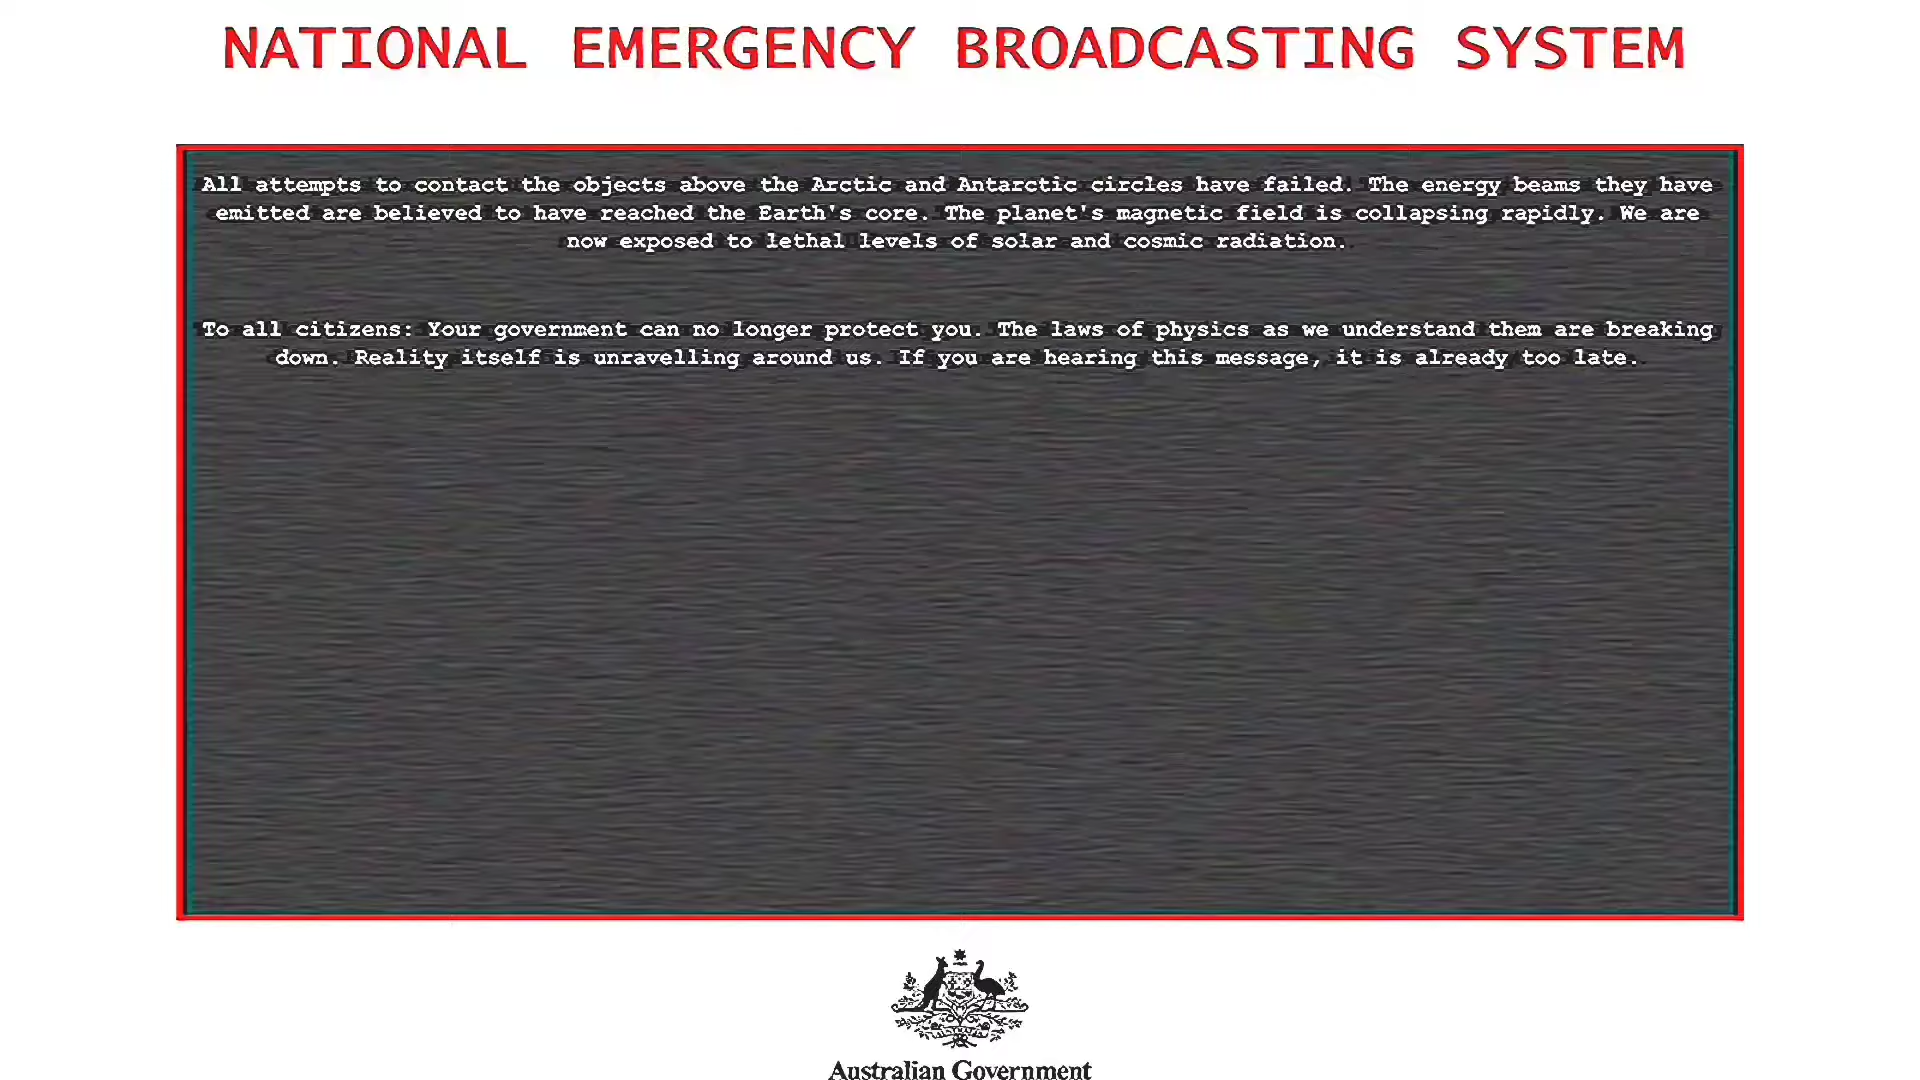 NATIONAL EMERGENCY BROADCASTING SYSTEM
All attempts to contact the objects above the Arctic and Antarctic circles have failed. The energy beams they have
emitted are believed to have reached the Earth's core. The planet's magnetic field is collapsing rapidly. We are
now exposed to lethal levels of solar and cosmic radiation.
To all citizens: Your government can no longer protect you. The laws of physics as we understand them are breaking
down. Reality itself is unravelling around us. If you are hearing this message, it is already too late.
Australian Government